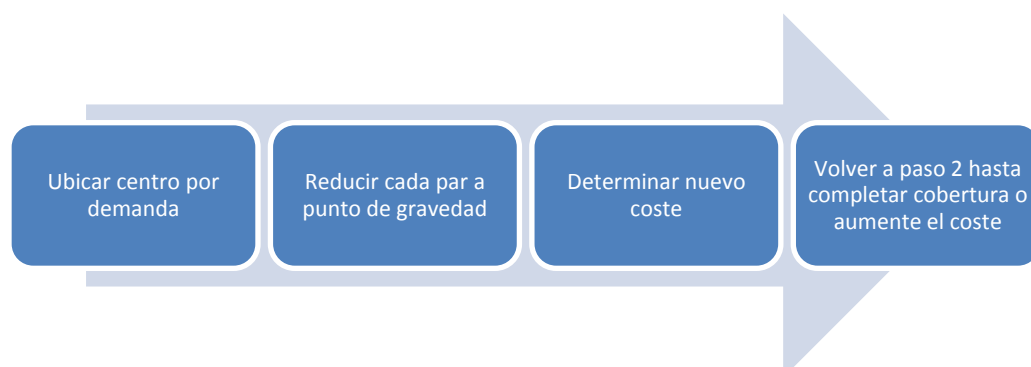 Ubicar centro por
demanda
Reducir cada par a
punto de gravedad
Determinar nuevo
coste
Volver a paso 2 hasta
completar cobertura o
aumente el coste